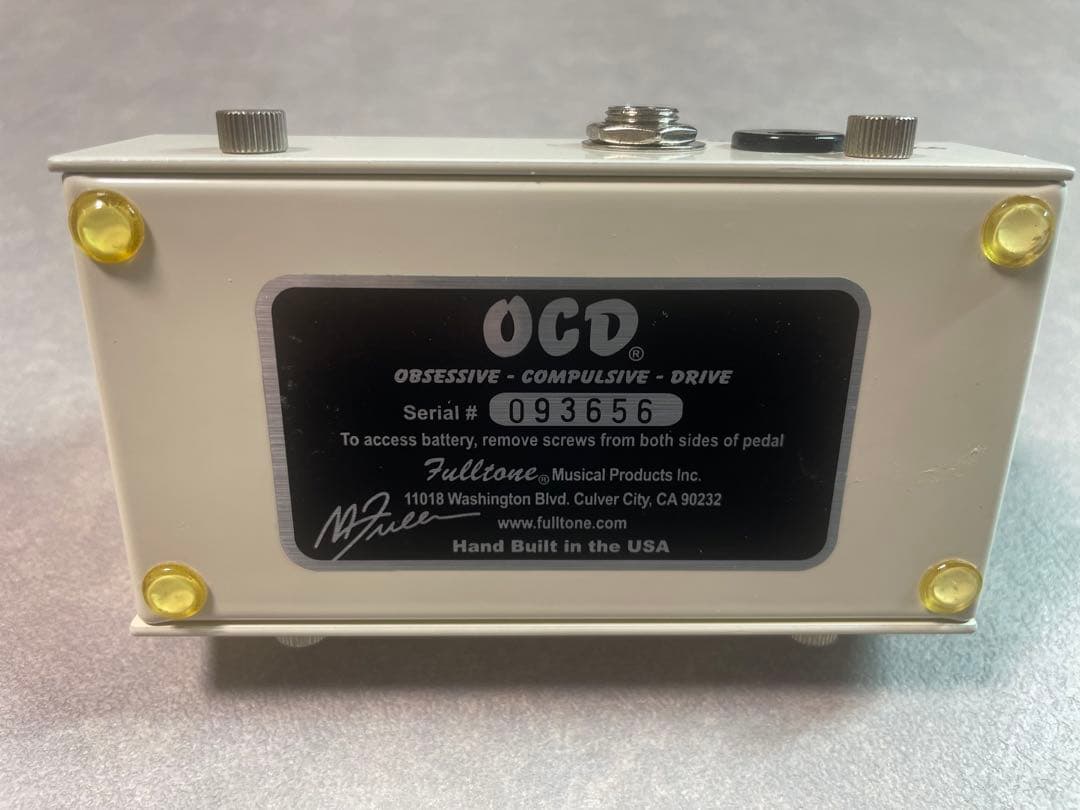 OCD®
OBSESSIVE - COMPULSIVE - DRIVE
Serial # 093656
To access battery, remove screws from both sides of pedal
Fulltone® Musical Products Inc.
11018 Washington Blvd. Culver City, CA 90232
www.fulltone.com
M Fuller
Hand Built in the USA